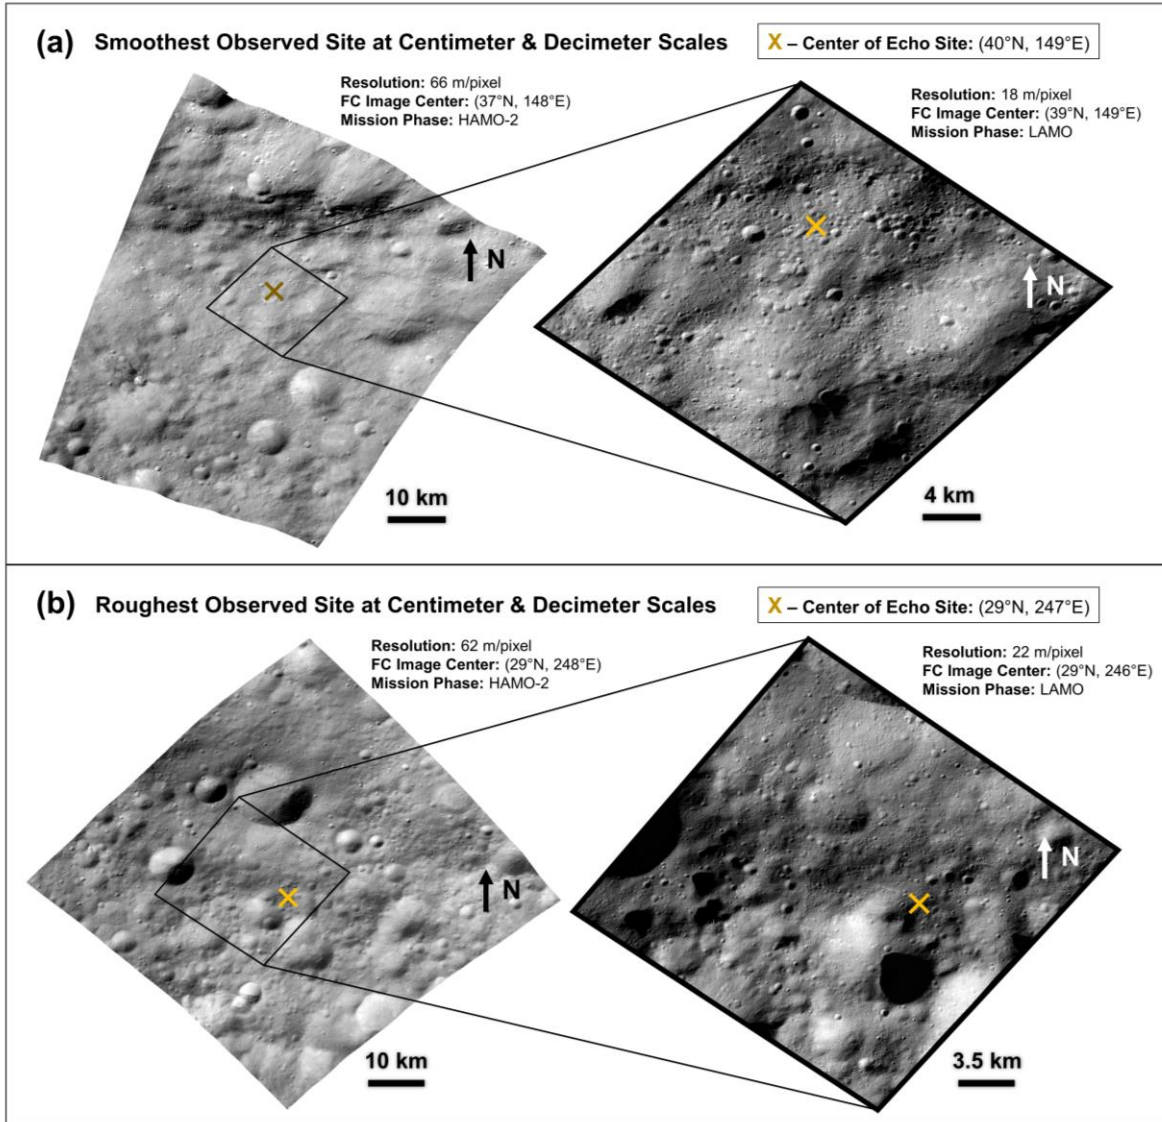 (a) Smoothest Observed Site at Centimeter & Decimeter Scales
X – Center of Echo Site: (40°N, 149°E)
Resolution: 66 m/pixel
FC Image Center: (37°N, 148°E)
Mission Phase: HAMO-2
Resolution: 18 m/pixel
FC Image Center: (39°N, 149°E)
Mission Phase: LAMO
N
N
10 km
4 km
(b) Roughest Observed Site at Centimeter & Decimeter Scales
X – Center of Echo Site: (29°N, 247°E)
Resolution: 62 m/pixel
FC Image Center: (29°N, 248°E)
Mission Phase: HAMO-2
Resolution: 22 m/pixel
FC Image Center: (29°N, 246°E)
Mission Phase: LAMO
N
N
10 km
3.5 km